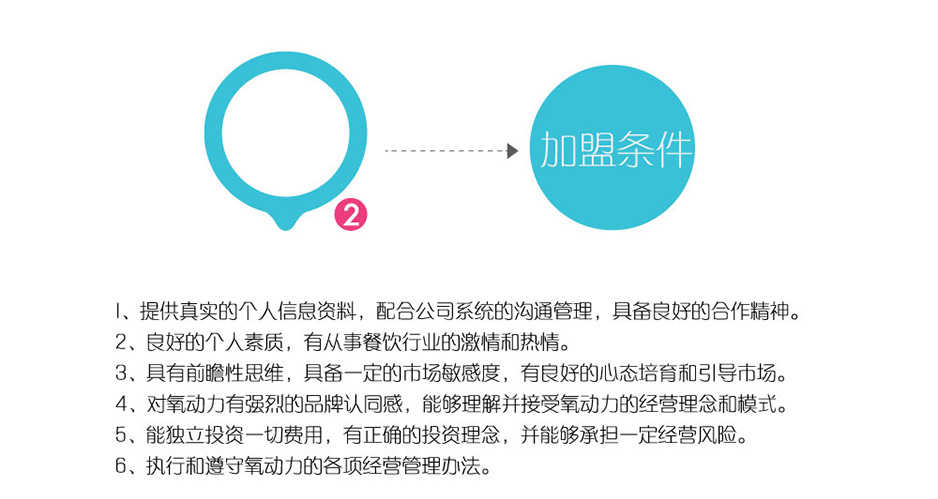 加盟条件
2
1、提供真实的个人信息资料，配合公司系统的沟通管理，具备良好的合作精神。
2、良好的个人素质，有从事餐饮行业的激情和热情。
3、具有前瞻性思维，具备一定的市场敏感度，有良好的心态培育和引导市场。
4、对氧动力有强烈的品牌认同感，能够理解并接受氧动力的经营理念和模式。
5、能独立投资一切费用，有正确的投资理念，并能够承担一定经营风险。
6、执行和遵守氧动力的各项经营管理办法。